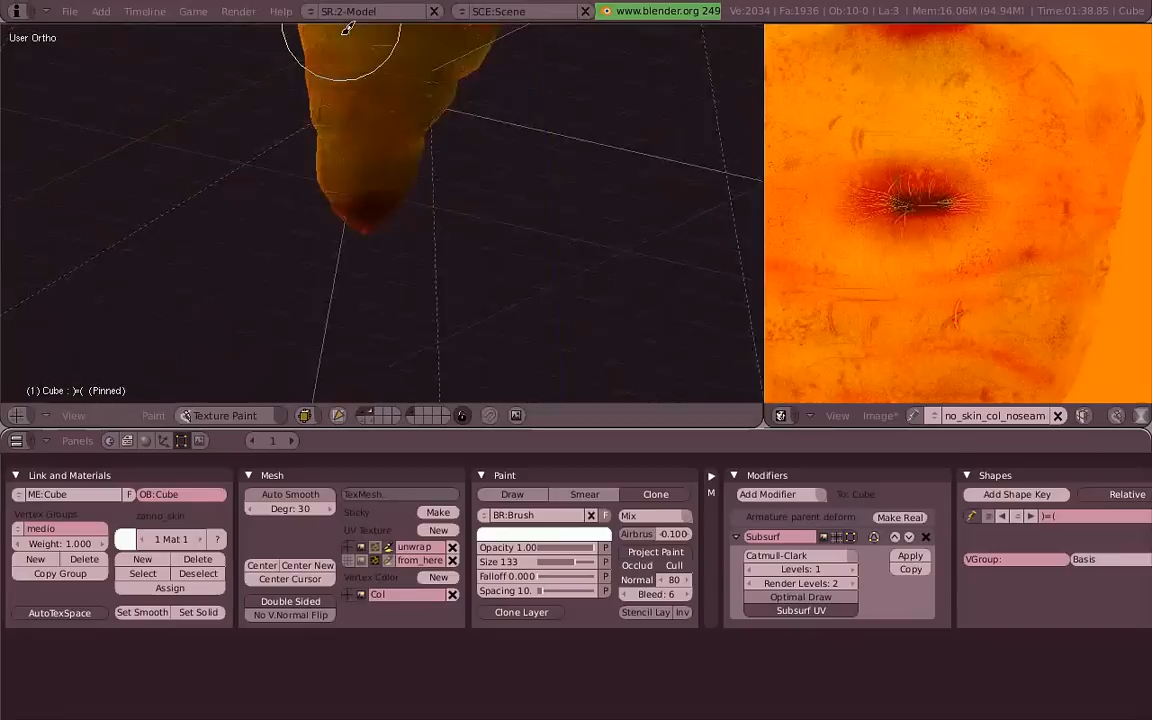 File Add Timeline Game Render Help SR:2-Model SCE:Scene www.blender.org 249 Ve:2034 | Fa:1936 | Ob:10-0 | La:3 | Mem:16.06M (94.94M) | Time:01:38.85 | Cube
User Ortho
(1) Cube : )=( (Pinned)
View Paint Texture Paint View Image* no_skin_col_noseam
Panels 1
Link and Materials
ME:Cube F OB:Cube
Vertex Groups
medio
Weight: 1.000
Copy Group
AutoTexSpace
zanno_skin
1 Mat 1 ?
New Delete
Select Deselect
Assign
Set Smooth Set Solid
Mesh
Auto Smooth
Degr: 30
Center Center New
Center Cursor
Double Sided
No V.Normal Flip
TexMesh:
Sticky Make
UV Texture New
unwrap
from_here
Vertex Color New
Col
Paint
Draw Smear Clone
BR:Brush F
Opacity 1.00 P
Size 133 P
Falloff 0.000 P
Spacing 10. P
Clone Layer
Mix
Airbrus 0.100
Project Paint
Occlud Cull
Normal 80
Bleed: 6
Stencil Lay Inv
M
Modifiers
Add Modifier To: Cube
Armature parent deform Make Real
Subsurf
Catmull-Clark
Levels: 1
Render Levels: 2
Optimal Draw
Subsurf UV
Apply
Copy
Shapes
Add Shape Key Relative
)=(
VGroup: Basis